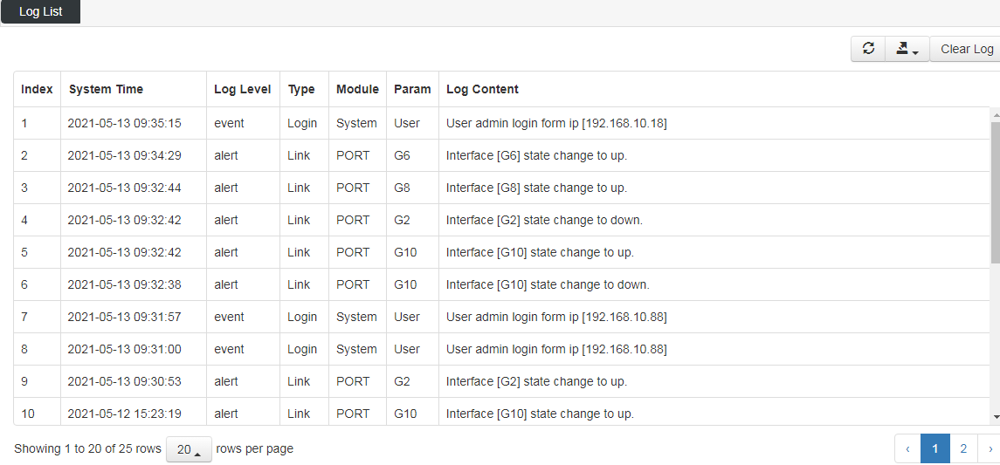 Log List
Clear Log
Index System Time Log Level Type Module Param Log Content
1 2021-05-13 09:35:15 event Login System User User admin login form ip [192.168.10.18]
2 2021-05-13 09:34:29 alert Link PORT G6 Interface [G6] state change to up.
3 2021-05-13 09:32:44 alert Link PORT G8 Interface [G8] state change to up.
4 2021-05-13 09:32:42 alert Link PORT G2 Interface [G2] state change to down.
5 2021-05-13 09:32:42 alert Link PORT G10 Interface [G10] state change to up.
6 2021-05-13 09:32:38 alert Link PORT G10 Interface [G10] state change to down.
7 2021-05-13 09:31:57 event Login System User User admin login form ip [192.168.10.88]
8 2021-05-13 09:31:00 event Login System User User admin login form ip [192.168.10.88]
9 2021-05-13 09:30:53 alert Link PORT G2 Interface [G2] state change to up.
10 2021-05-12 15:23:19 alert Link PORT G10 Interface [G10] state change to up.
Showing 1 to 20 of 25 rows 20 rows per page ‹ 1 2 ›